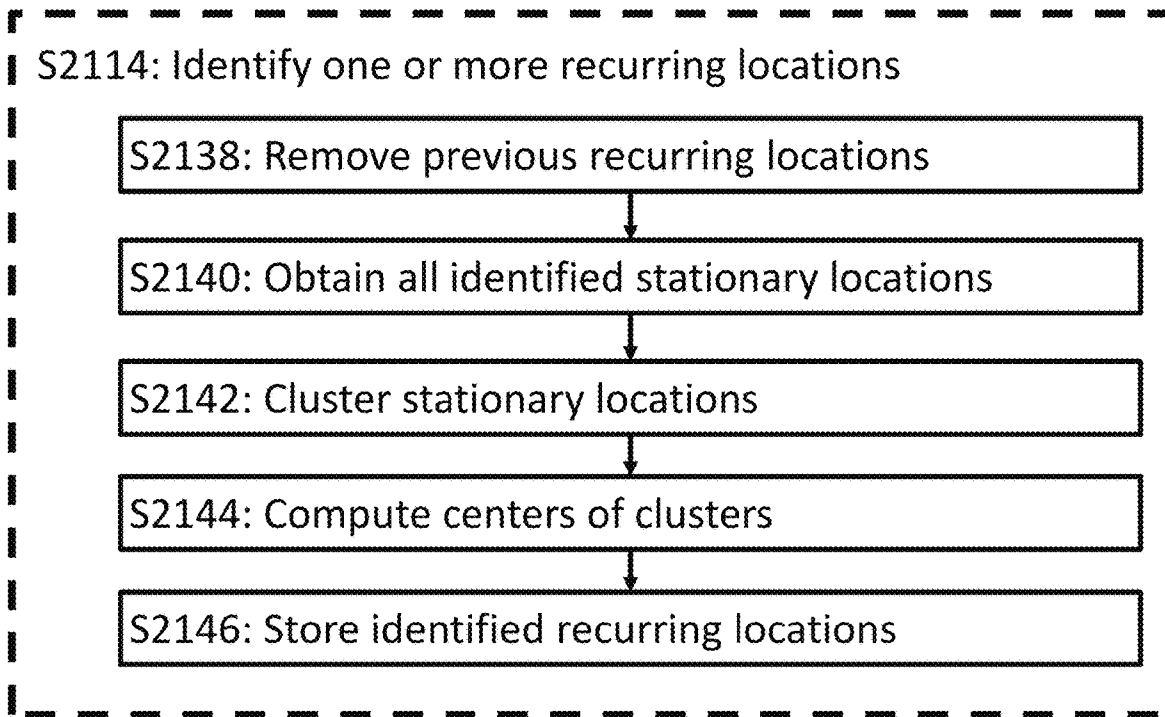 S2114: Identify one or more recurring locations
S2138: Remove previous recurring locations
S2140: Obtain all identified stationary locations
S2142: Cluster stationary locations
S2144: Compute centers of clusters
S2146: Store identified recurring locations